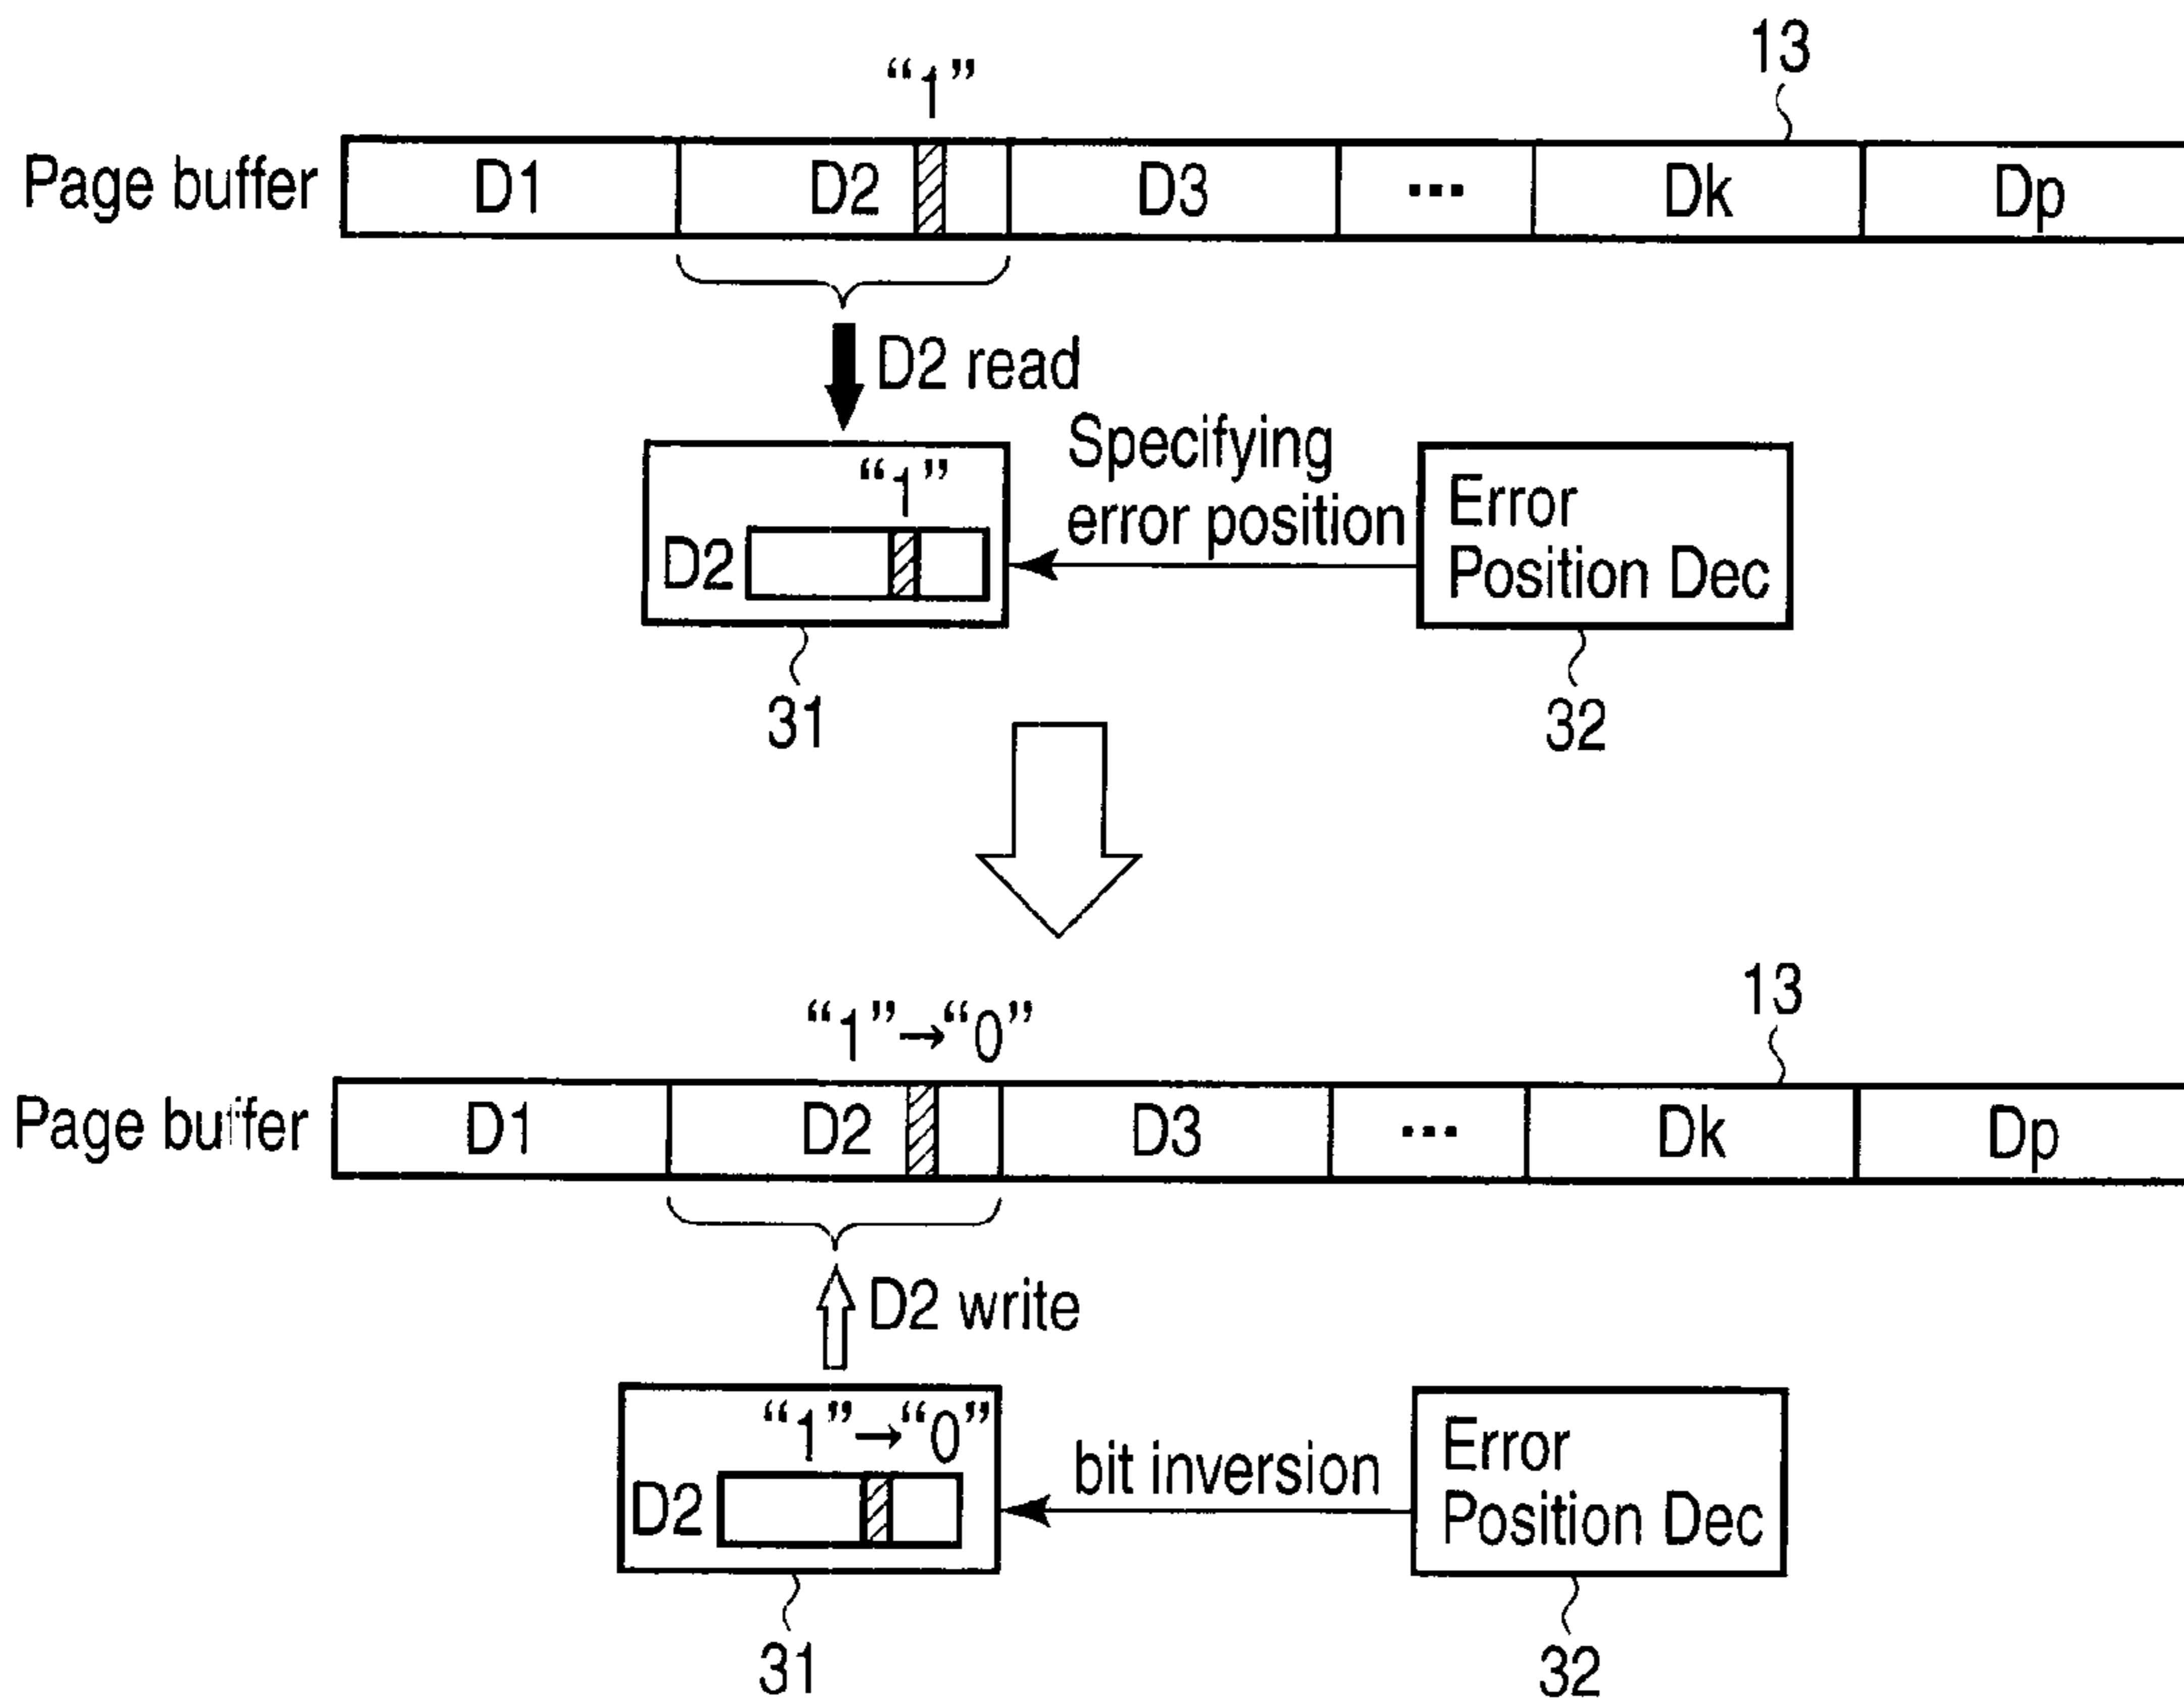 13
“1”
Page buffer D1 D2 D3 ... Dk Dp
D2 read
“1”
D2
Specifying
error position
Error
Position Dec
31
32
13
“1”→“0”
Page buffer D1 D2 D3 ... Dk Dp
D2 write
“1”→“0”
D2
bit inversion
Error
Position Dec
31
32